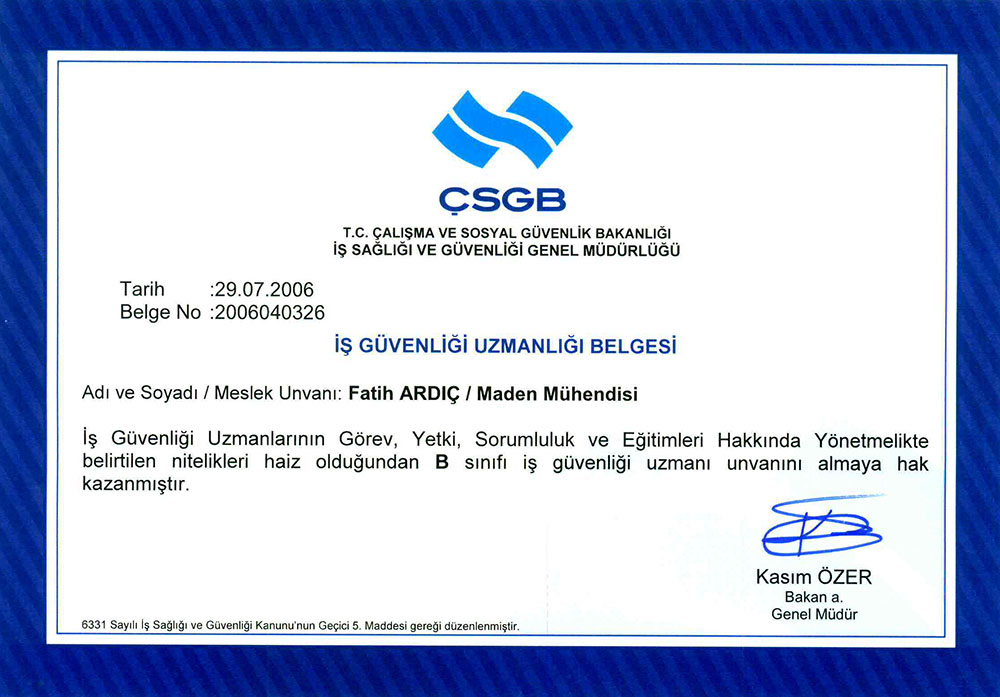 ÇSGB
T.C. ÇALIŞMA VE SOSYAL GÜVENLİK BAKANLIĞI
İŞ SAĞLIĞI VE GÜVENLİĞİ GENEL MÜDÜRLÜĞÜ
Tarih :29.07.2006
Belge No :2006040326
İŞ GÜVENLİĞİ UZMANLIĞI BELGESİ
Adı ve Soyadı / Meslek Unvanı: Fatih ARDIÇ / Maden Mühendisi
İş Güvenliği Uzmanlarının Görev, Yetki, Sorumluluk ve Eğitimleri Hakkında Yönetmelikte
belirtilen nitelikleri haiz olduğundan B sınıfı iş güvenliği uzmanı unvanını almaya hak
kazanmıştır.
Kasım ÖZER
Bakan a.
Genel Müdür
6331 Sayılı İş Sağlığı ve Güvenliği Kanunu'nun Geçici 5. Maddesi gereği düzenlenmiştir.